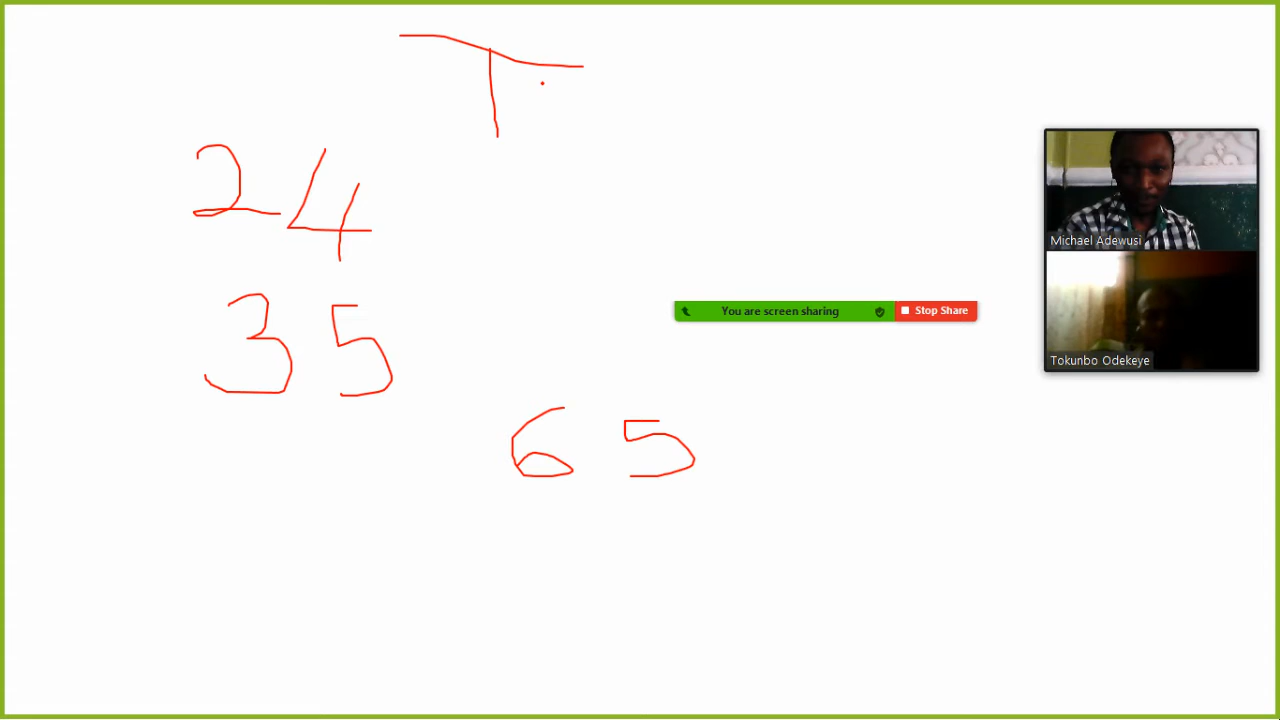 T
24
35
65
You are screen sharing
Stop Share
Michael Adewusi
Tokunbo Odekeye